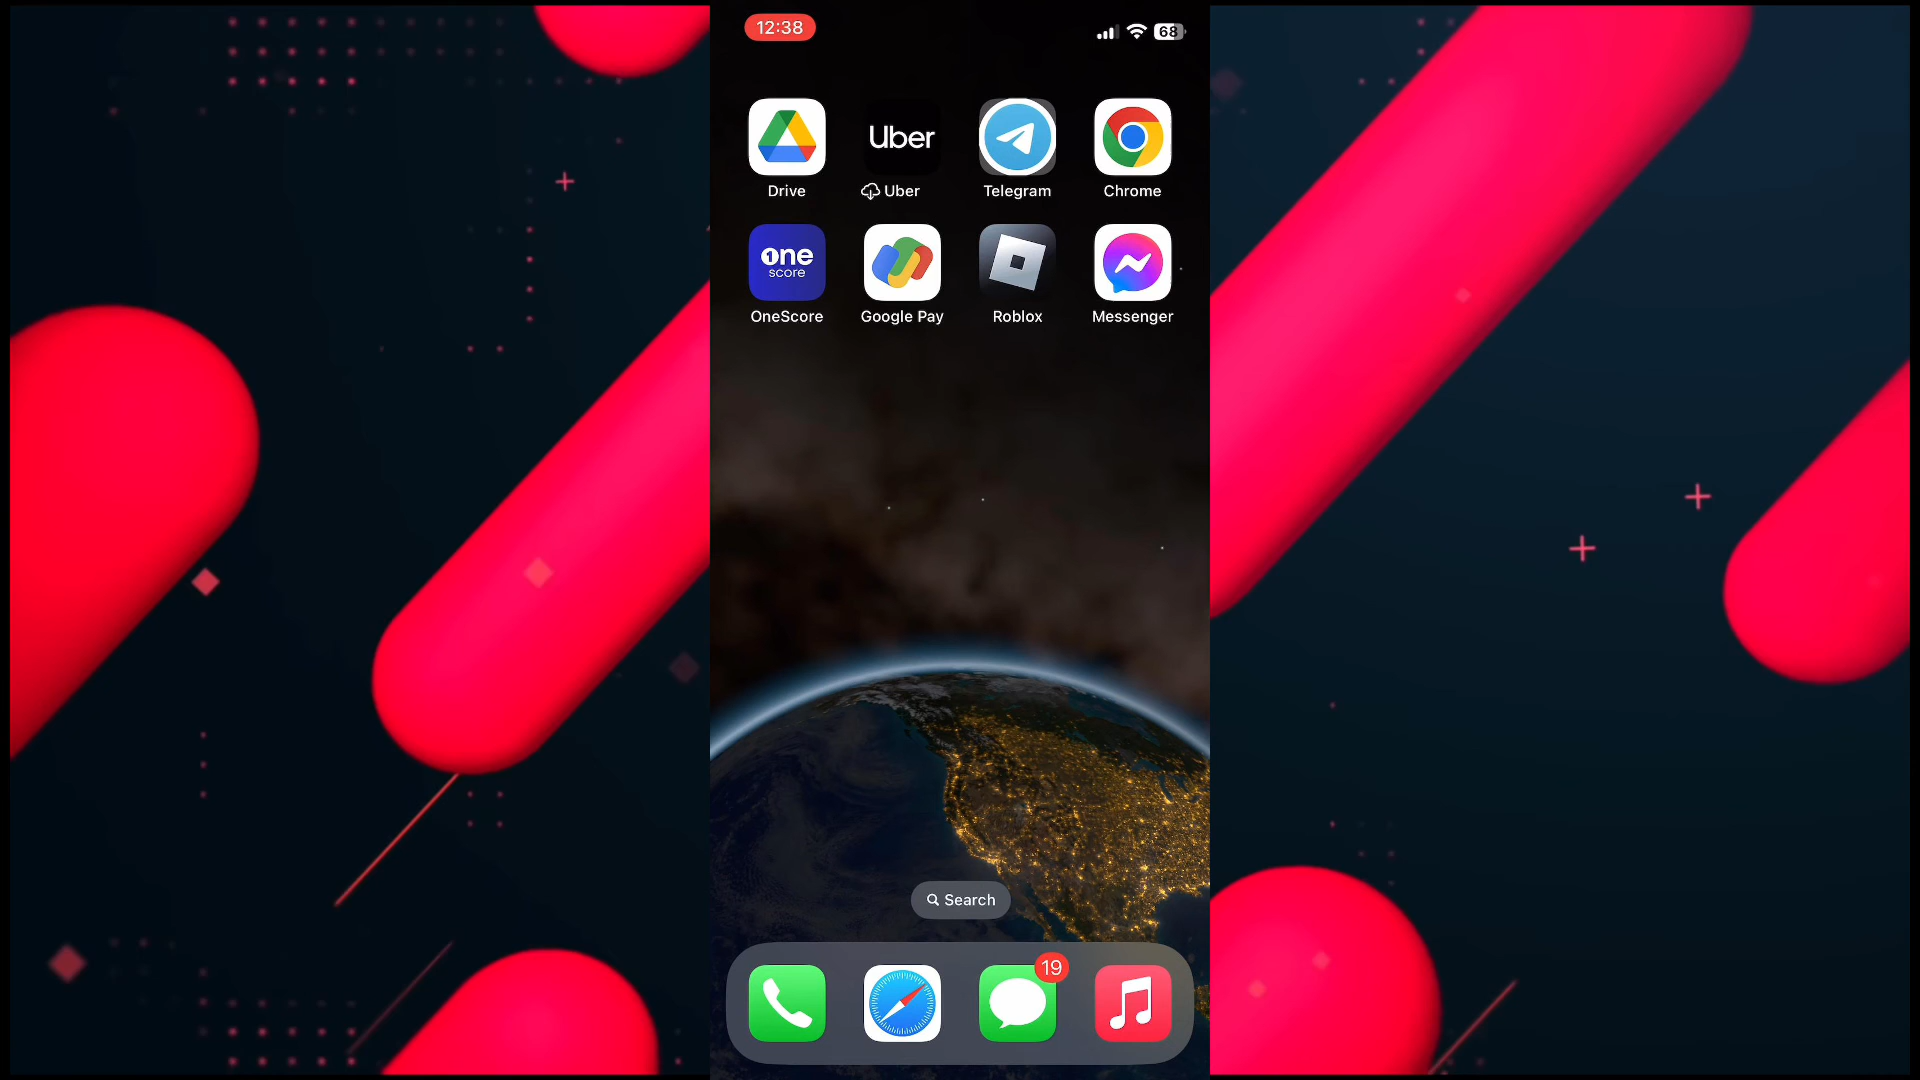 12:38
68
Uber
Drive
Uber
Telegram
Chrome
one
score
OneScore
Google Pay
Roblox
Messenger
Search
19